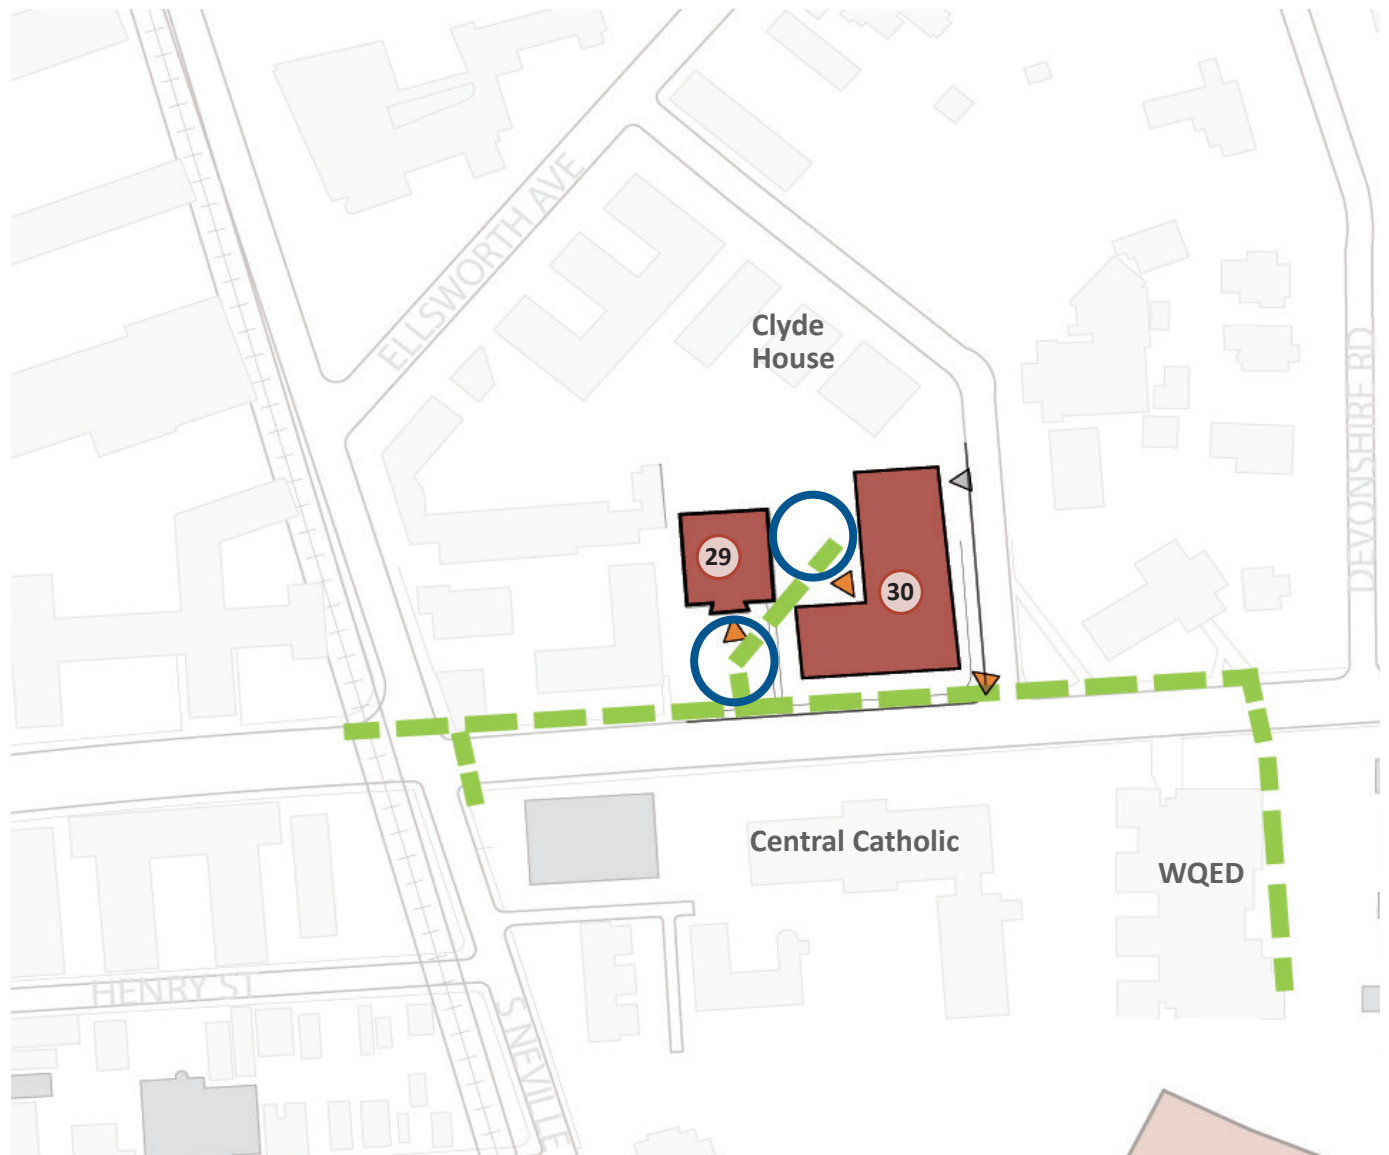 ELLSWORTH AVE
Clyde
House
DEVONSHIRE RD
29
30
Central Catholic
WQED
HENRY ST
S NEVILLE